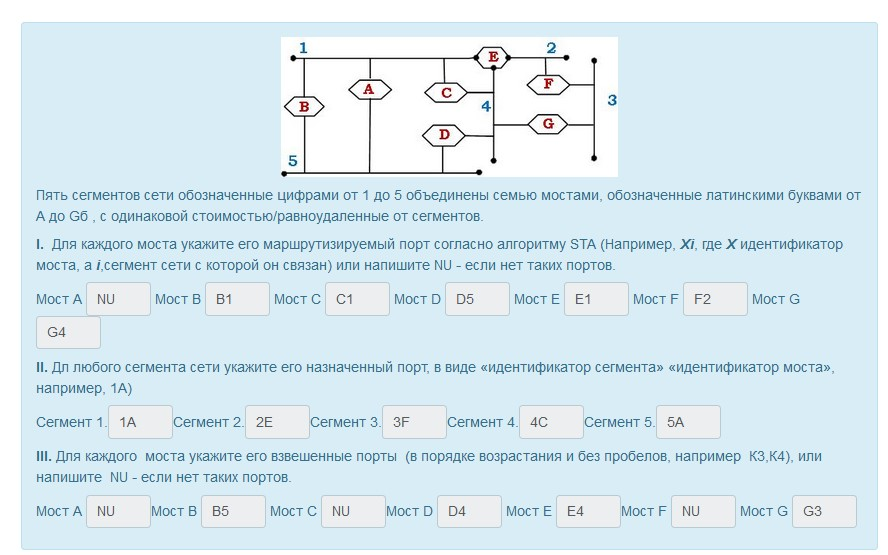 1 E 2
A F
B C 4 3
D G
5
Пять сегментов сети обозначенные цифрами от 1 до 5 объединены семью мостами, обозначенные латинскими буквами от
А до Gб , с одинаковой стоимостью/равноудаленные от сегментов.
I. Для каждого моста укажите его маршрутизируемый порт согласно алгоритму STA (Например, Xi, где X идентификатор
моста, а i,сегмент сети с которой он связан) или напишите NU - если нет таких портов.
Мост A NU Мост B B1 Мост C C1 Мост D D5 Мост E E1 Мост F F2 Мост G
G4
II. Дл любого сегмента сети укажите его назначенный порт, в виде «идентификатор сегмента» «идентификатор моста»,
например, 1А)
Сегмент 1. 1A Сегмент 2. 2E Сегмент 3. 3F Сегмент 4. 4C Сегмент 5. 5A
III. Для каждого моста укажите его взвешенные порты (в порядке возрастания и без пробелов, например К3,К4), или
напишите NU - если нет таких портов.
Мост A NU Мост B B5 Мост C NU Мост D D4 Мост E E4 Мост F NU Мост G G3